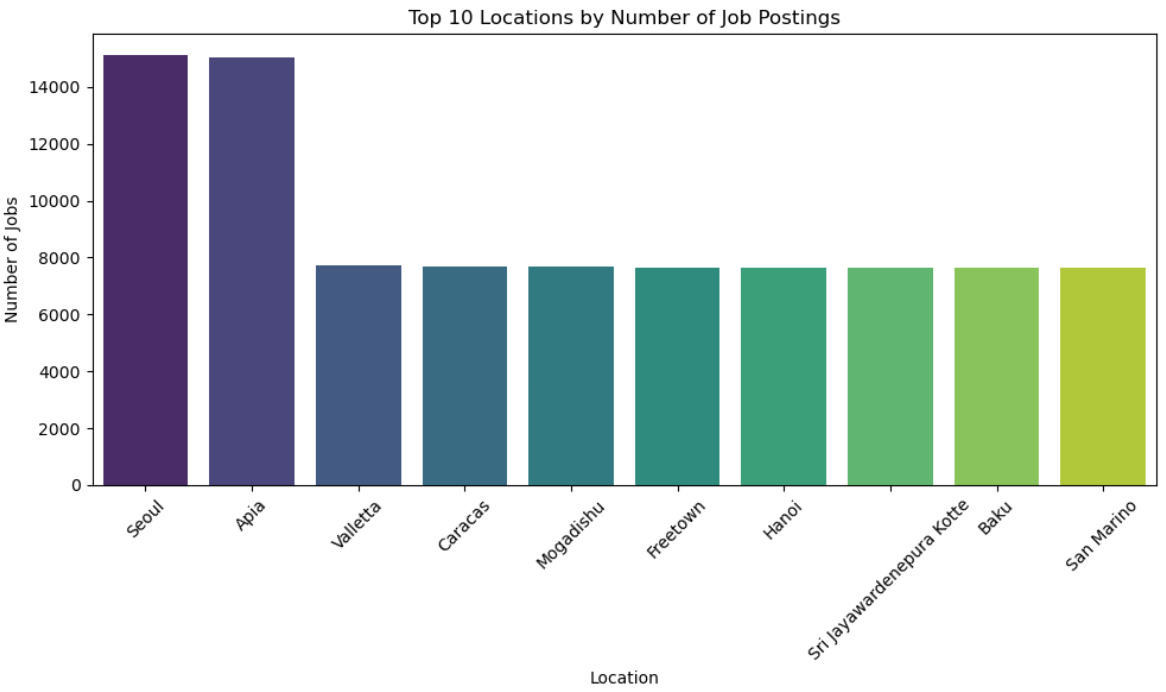 Top 10 Locations by Number of Job Postings
Number of Jobs
14000
12000
10000
8000
6000
4000
2000
0
Seoul
Apia
Valletta
Caracas
Mogadishu
Freetown
Hanoi
Sri Jayawardenepura Kotte
Baku
San Marino
Location